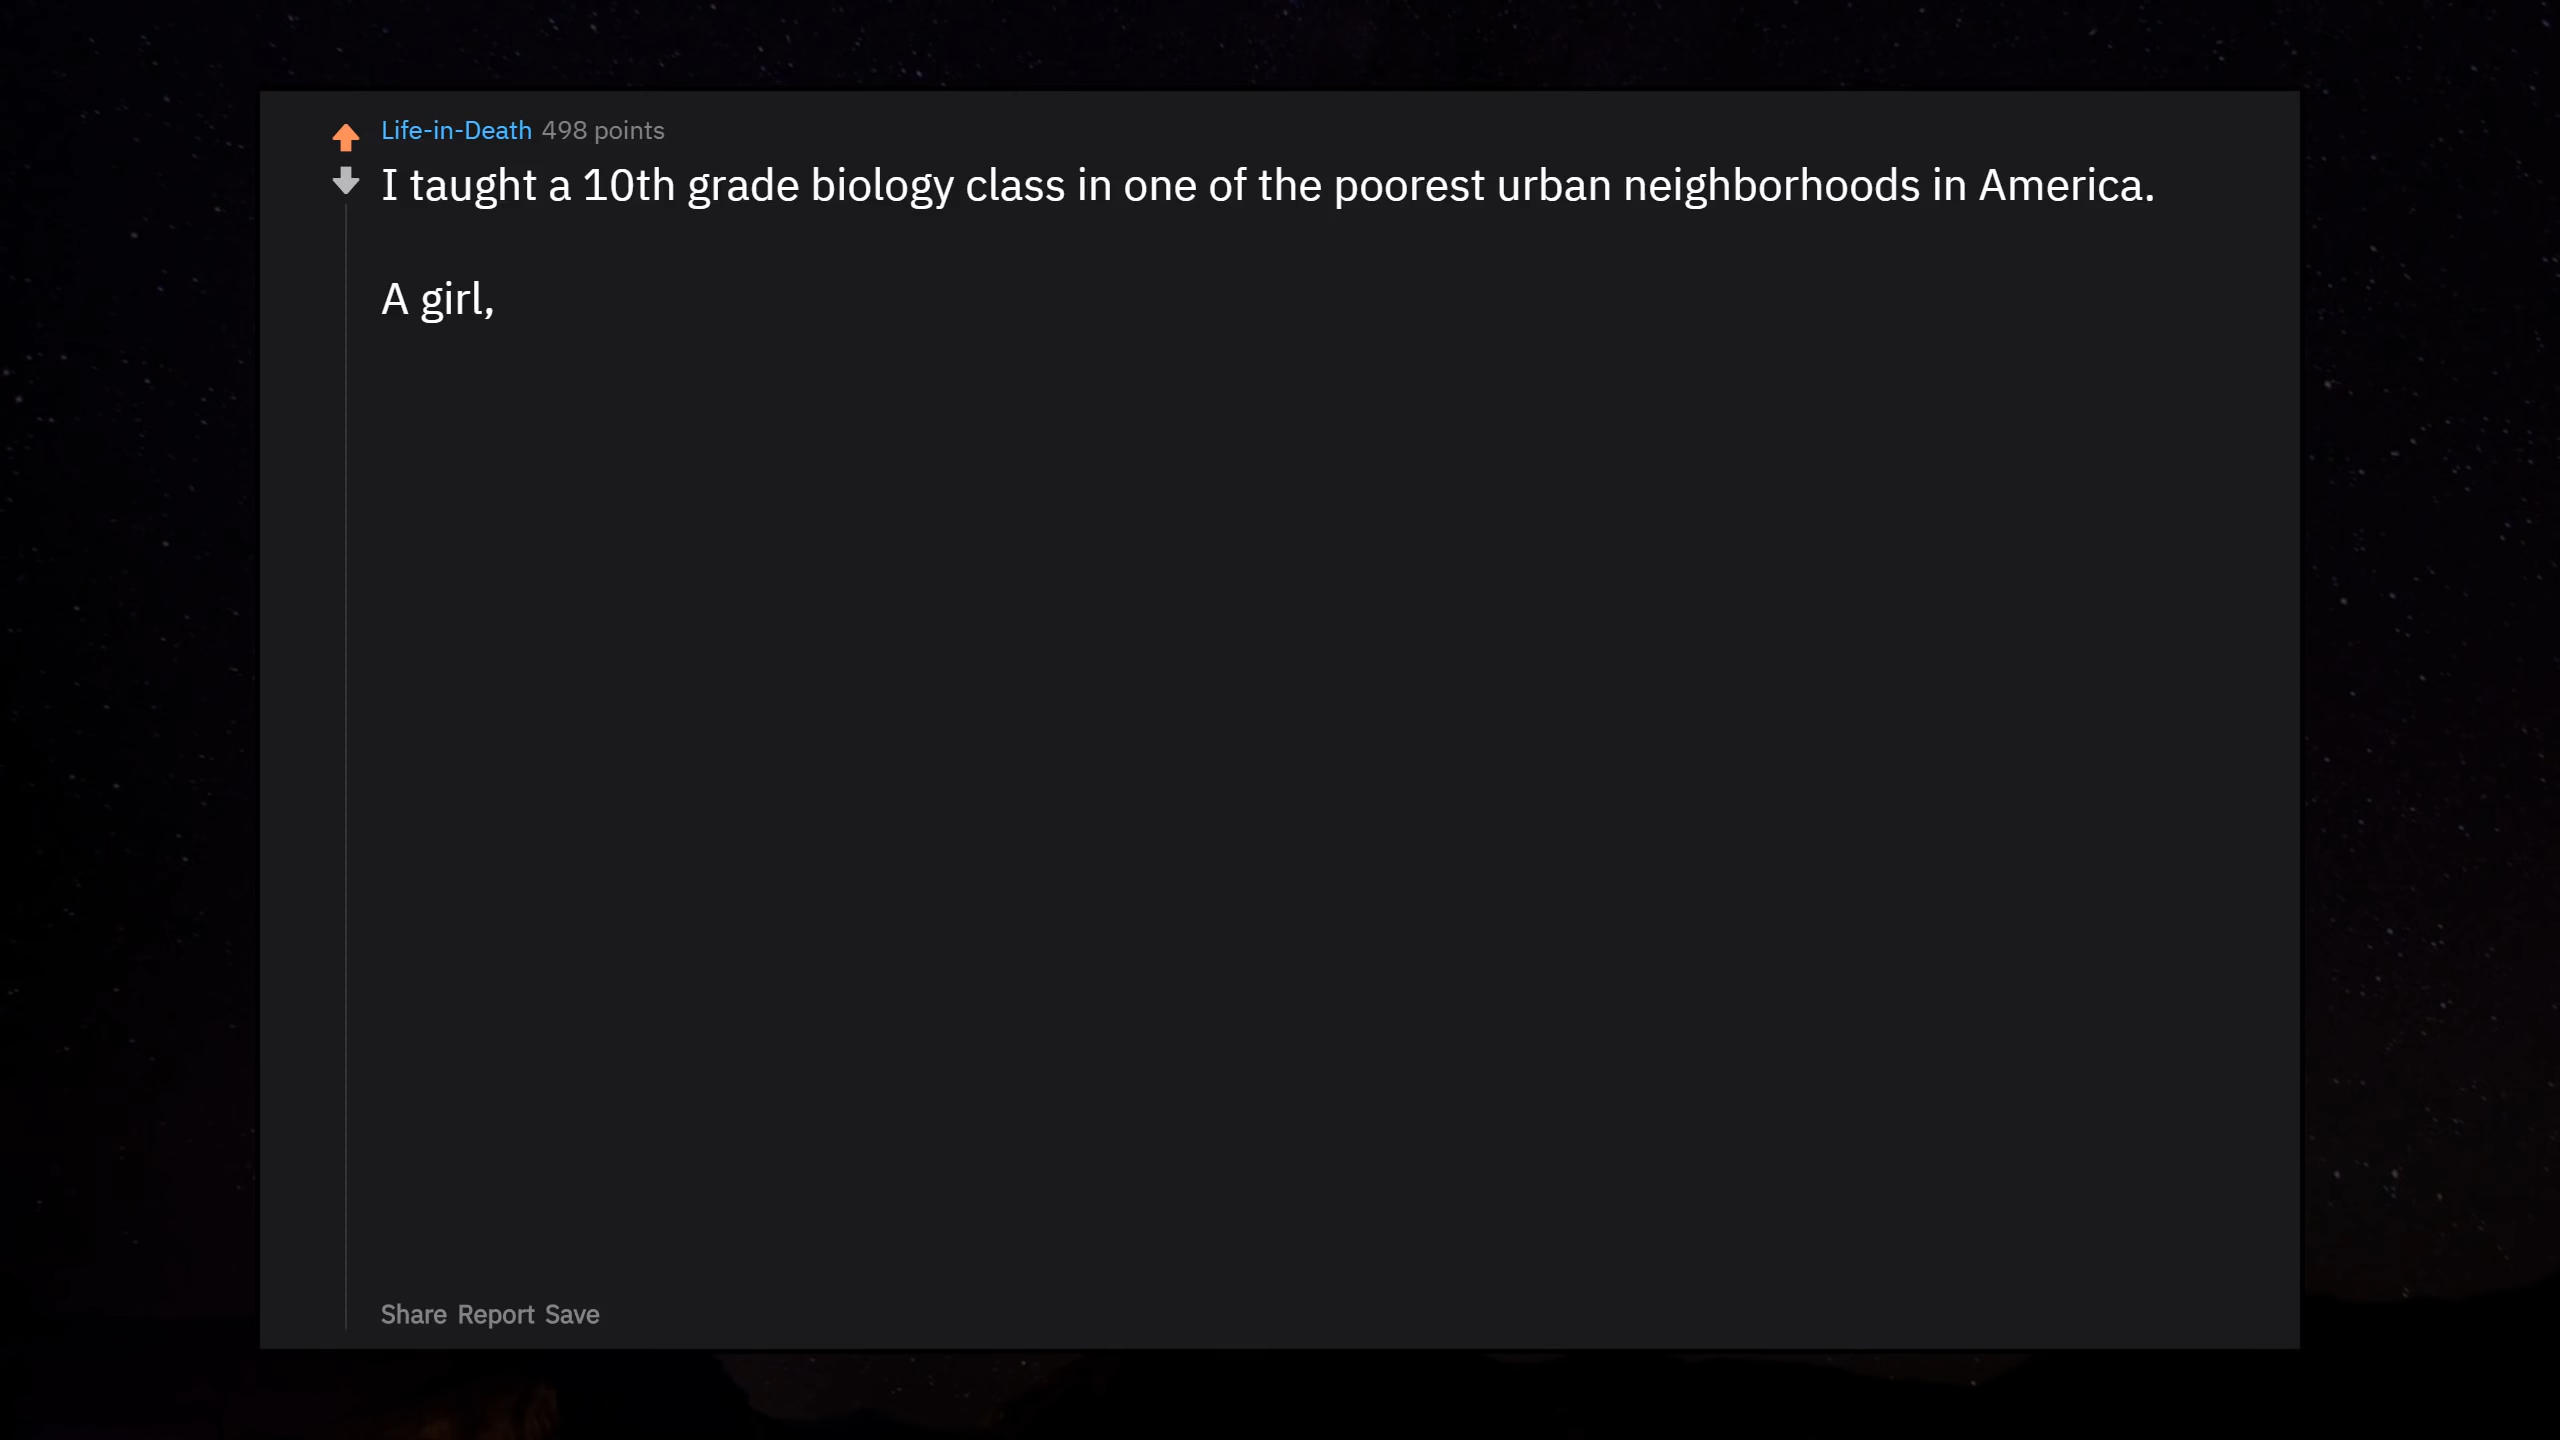 Life-in-Death 498 points
I taught a 10th grade biology class in one of the poorest urban neighborhoods in America.
A girl,
Share Report Save